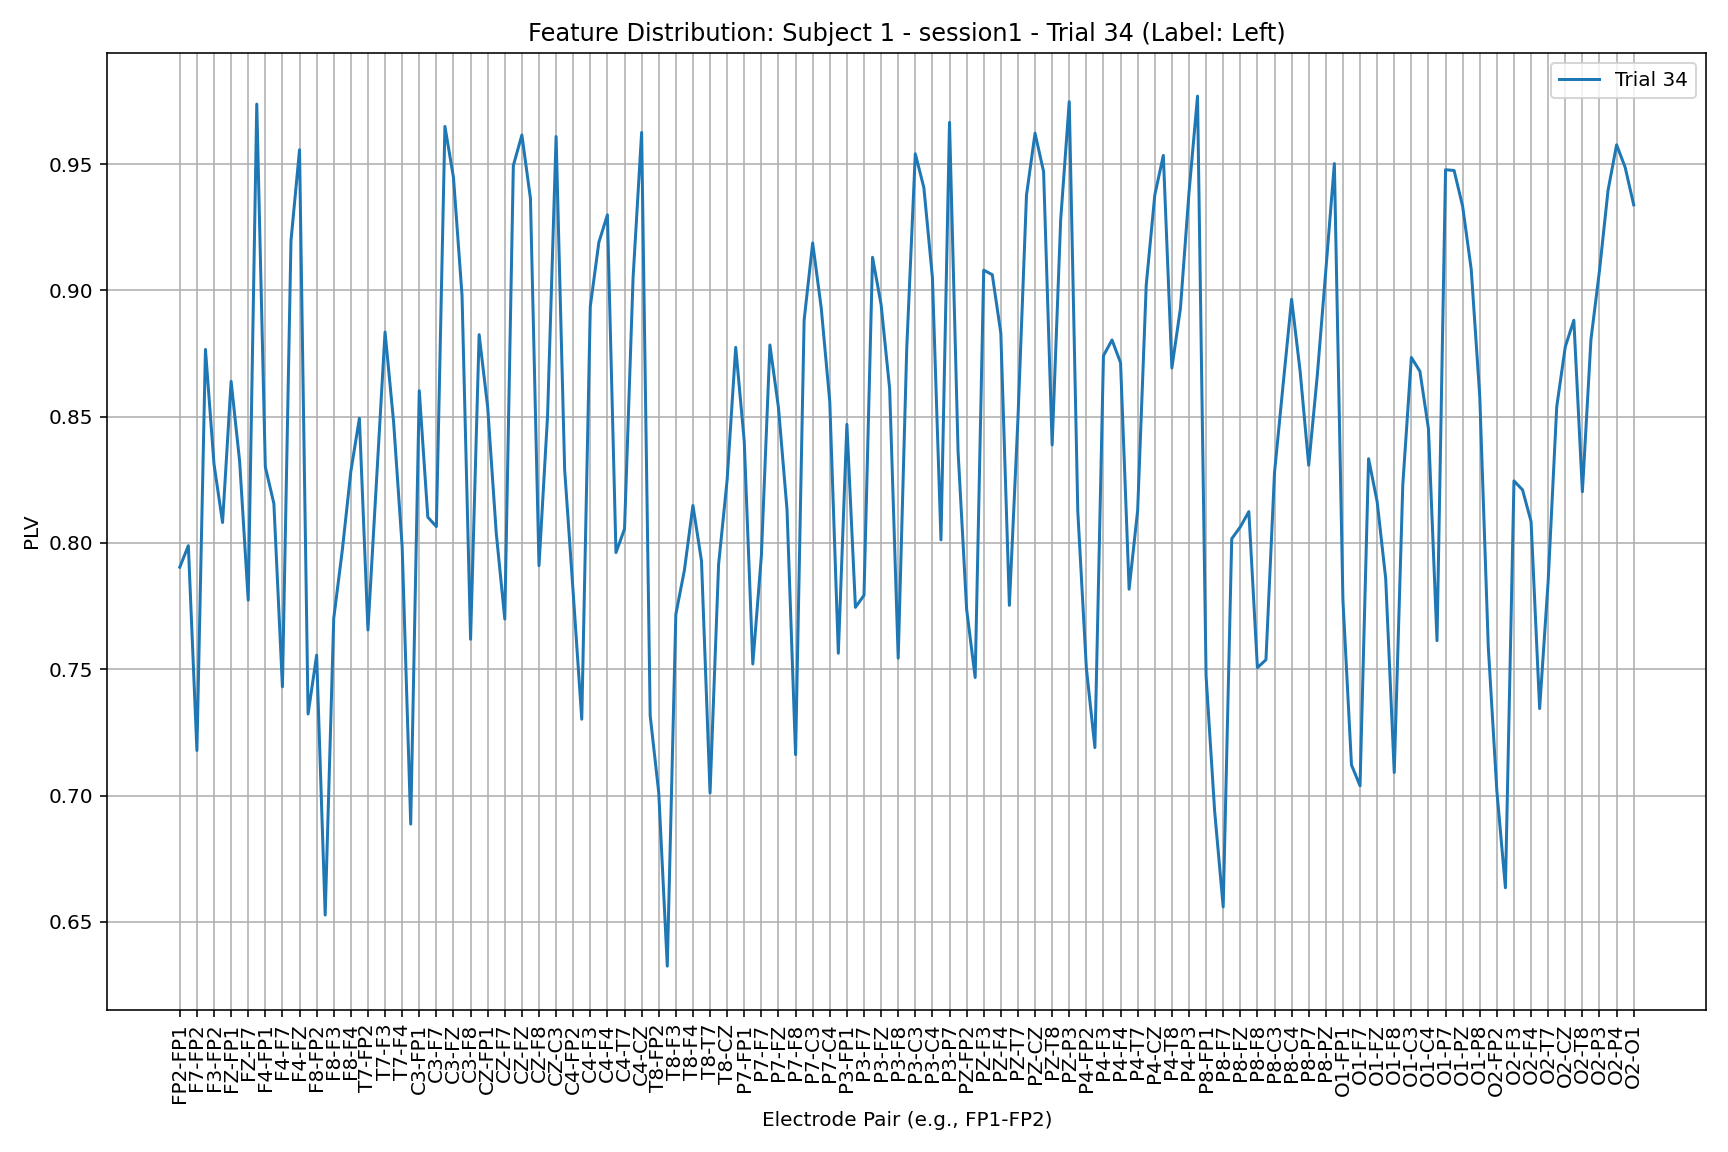 Feature Distribution: Subject 1 - session1 - Trial 34 (Label: Left)
Trial 34
PLV
0.95
0.90
0.85
0.80
0.75
0.70
0.65
FP2-FP1
F7-FP2
F3-FP2
FZ-FP1
FZ-F7
F4-FP1
F4-F7
F4-FZ
F8-FP2
F8-F3
F8-F4
T7-FP2
T7-F3
T7-F4
C3-FP1
C3-F7
C3-FZ
C3-F8
CZ-FP1
CZ-F7
CZ-FZ
CZ-F8
CZ-C3
C4-FP2
C4-F3
C4-F4
C4-T7
C4-CZ
T8-FP2
T8-F3
T8-F4
T8-T7
T8-CZ
P7-FP1
P7-F7
P7-FZ
P7-F8
P7-C3
P7-C4
P3-FP1
P3-F7
P3-FZ
P3-F8
P3-C3
P3-C4
P3-P7
PZ-FP2
PZ-F3
PZ-F4
PZ-T7
PZ-CZ
PZ-T8
PZ-P3
P4-FP2
P4-F3
P4-F4
P4-T7
P4-CZ
P4-T8
P4-P3
P8-FP1
P8-F7
P8-FZ
P8-F8
P8-C3
P8-C4
P8-P7
P8-PZ
O1-FP1
O1-F7
O1-FZ
O1-F8
O1-C3
O1-C4
O1-P7
O1-PZ
O1-P8
O2-FP2
O2-F3
O2-F4
O2-T7
O2-CZ
O2-T8
O2-P3
O2-P4
O2-O1
Electrode Pair (e.g., FP1-FP2)